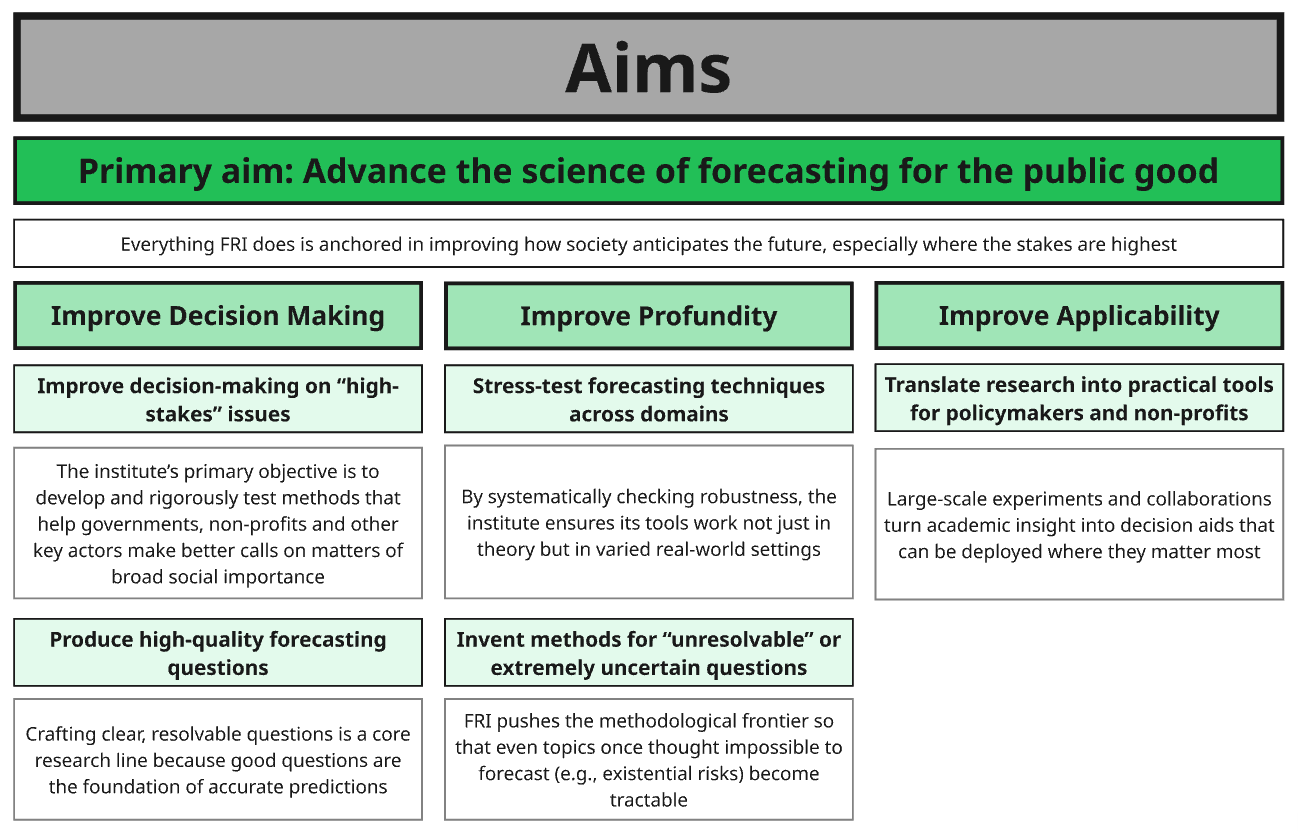 Aims
Primary aim: Advance the science of forecasting for the public good
Everything FRI does is anchored in improving how society anticipates the future, especially where the stakes are highest
Improve Decision Making
Improve decision-making on “high-
stakes” issues
The institute’s primary objective is to
develop and rigorously test methods that
help governments, non-profits and other
key actors make better calls on matters of
broad social importance
Produce high-quality forecasting
questions
Crafting clear, resolvable questions is a core
research line because good questions are
the foundation of accurate predictions
Improve Profundity
Stress-test forecasting techniques
across domains
By systematically checking robustness, the
institute ensures its tools work not just in
theory but in varied real-world settings
Invent methods for “unresolvable” or
extremely uncertain questions
FRI pushes the methodological frontier so
that even topics once thought impossible to
forecast (e.g., existential risks) become
tractable
Improve Applicability
Translate research into practical tools
for policymakers and non-profits
Large-scale experiments and collaborations
turn academic insight into decision aids that
can be deployed where they matter most